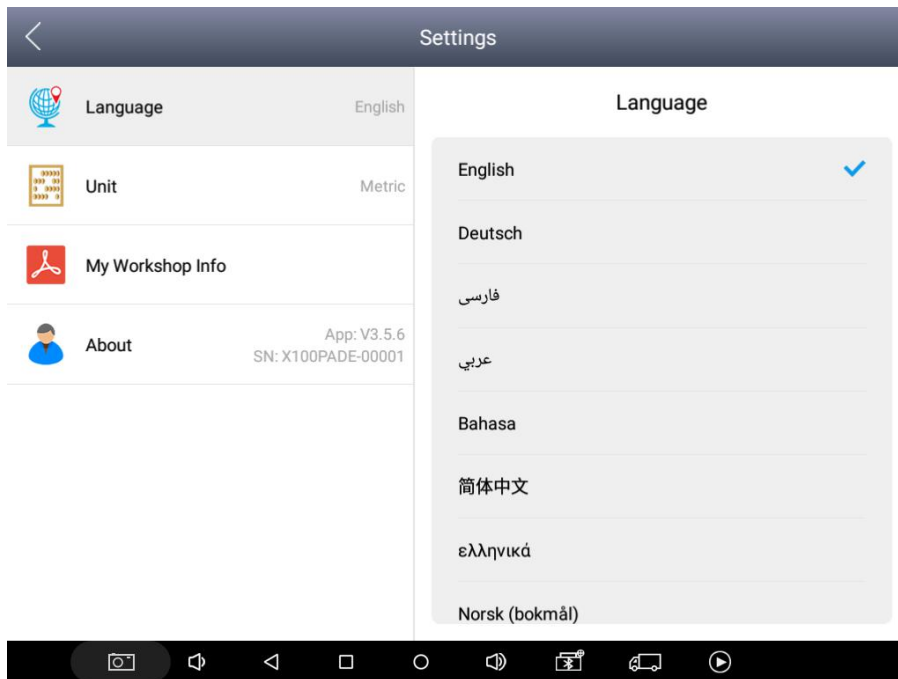 Settings
Language
English
Unit
Metric
My Workshop Info
About
App: V3.5.6
SN: X100PADE-00001
Language
English
Deutsch
فارسی
عربي
Bahasa
简体中文
ελληνικά
Norsk (bokmål)